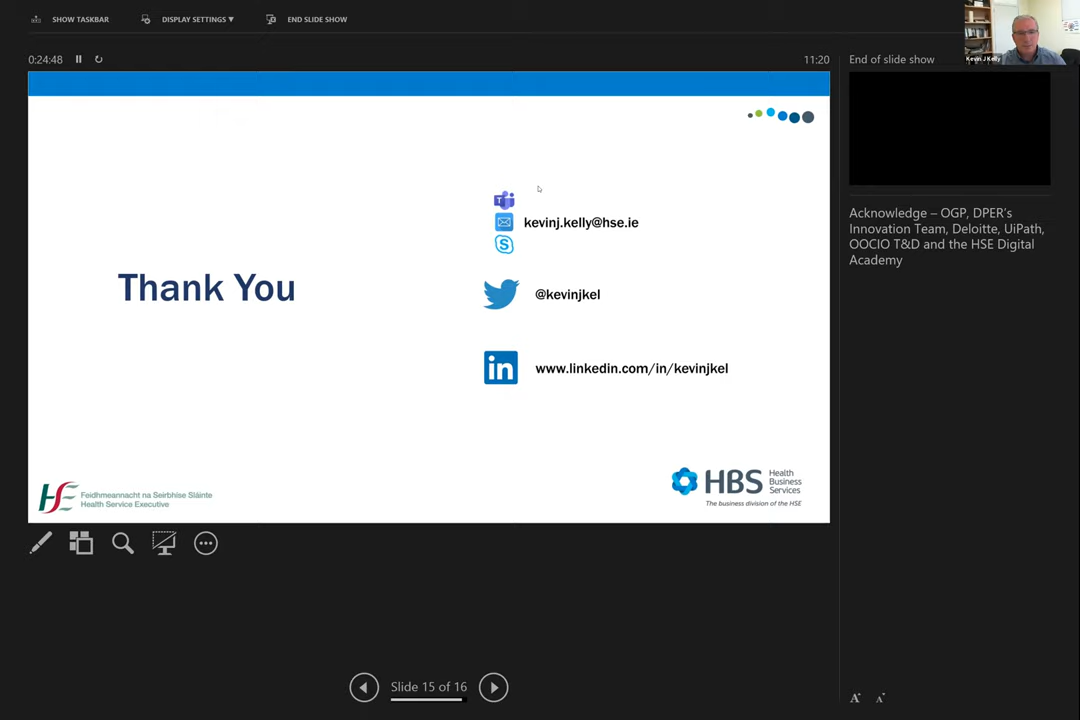 SHOW TASKBAR
DISPLAY SETTINGS ▼
END SLIDE SHOW
0:24:48
11:20
End of slide show
Kevin J Kelly
kevinj.kelly@hse.ie
Thank You
@kevinjkel
in
www.linkedin.com/in/kevinjkel
Feidhmeannacht na Seirbhíse Sláinte
Health Service Executive
HBS
Health
Business
Services
The business division of the HSE
Acknowledge – OGP, DPER's
Innovation Team, Deloitte, UiPath,
OOCIO T&D and the HSE Digital
Academy
Slide 15 of 16
A
A